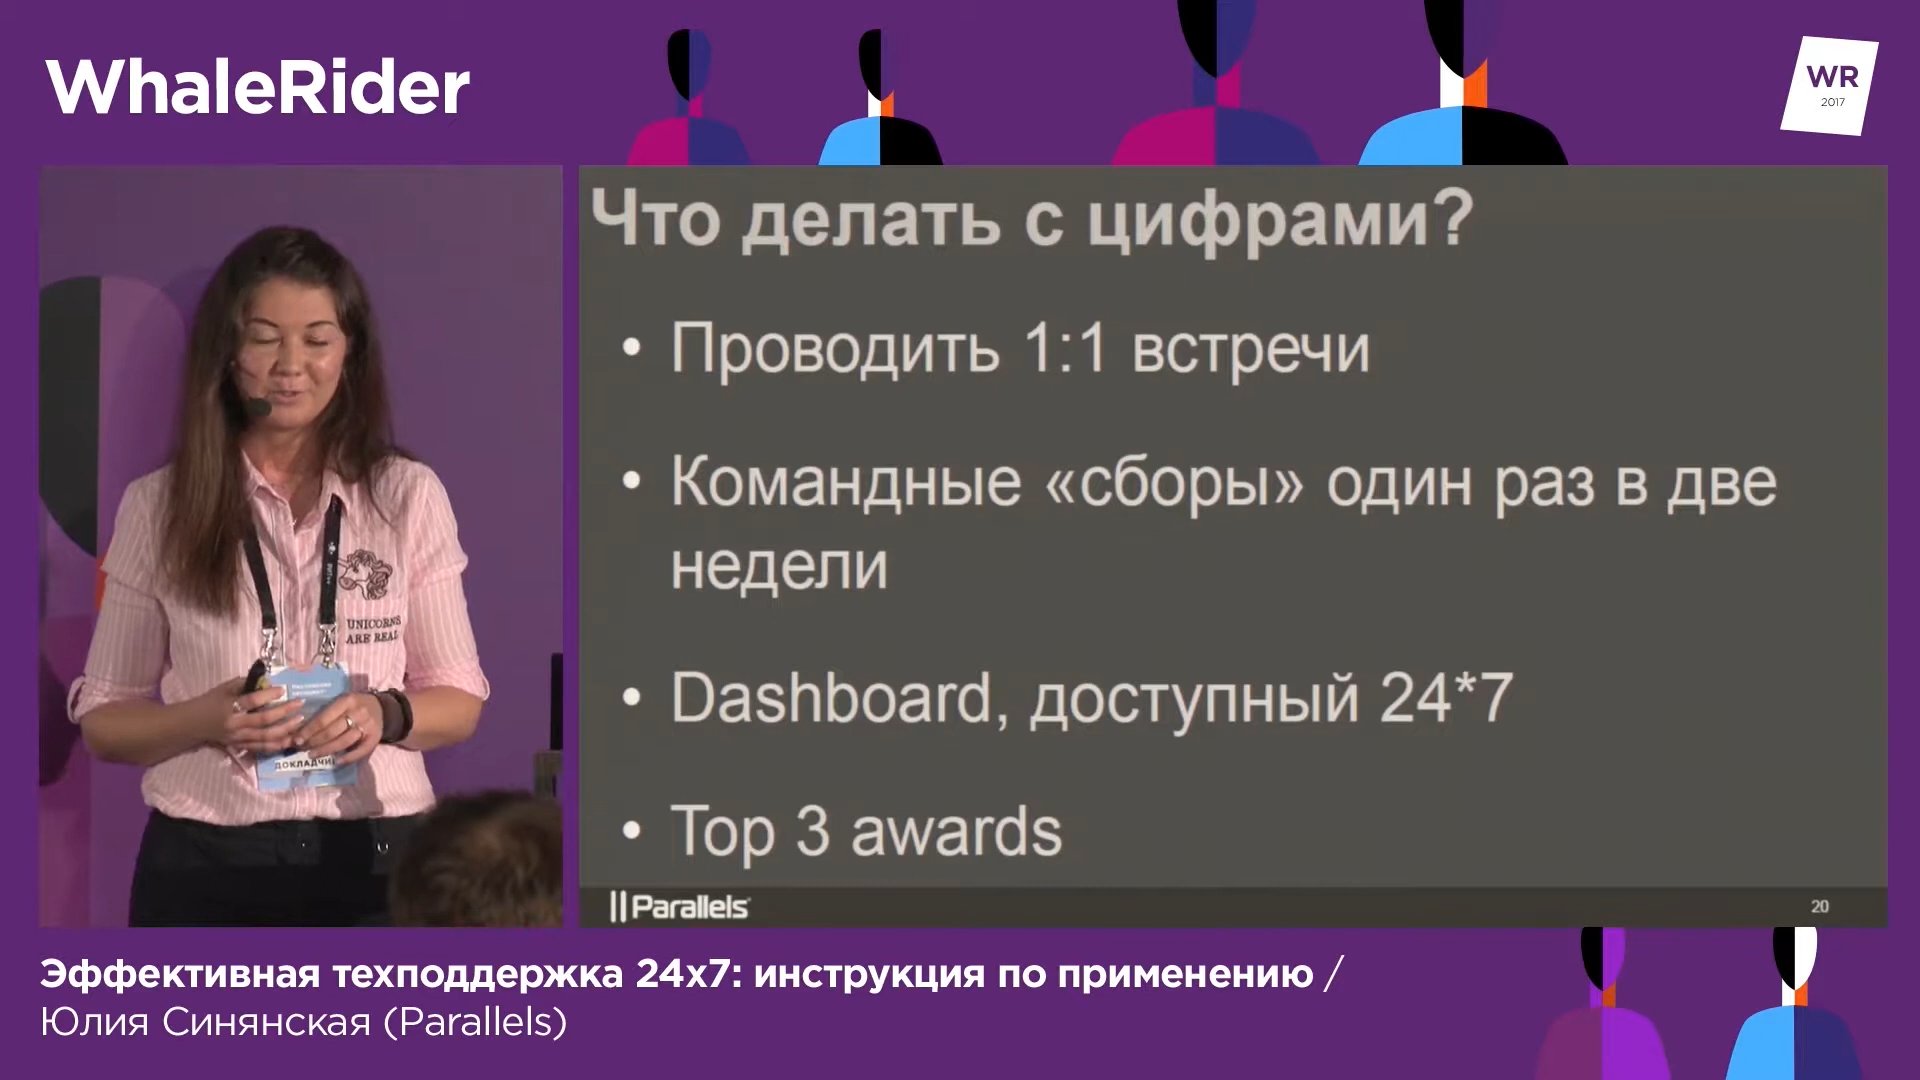 WhaleRider
WR
2017
Что делать с цифрами?
• Проводить 1:1 встречи
• Командные «сборы» один раз в две
недели
• Dashboard, доступный 24*7
• Top 3 awards
Parallels
20
UNICORNS
ARE REAL
ДОКЛАДЧИК
Эффективная техподдержка 24x7: инструкция по применению /
Юлия Синянская (Parallels)